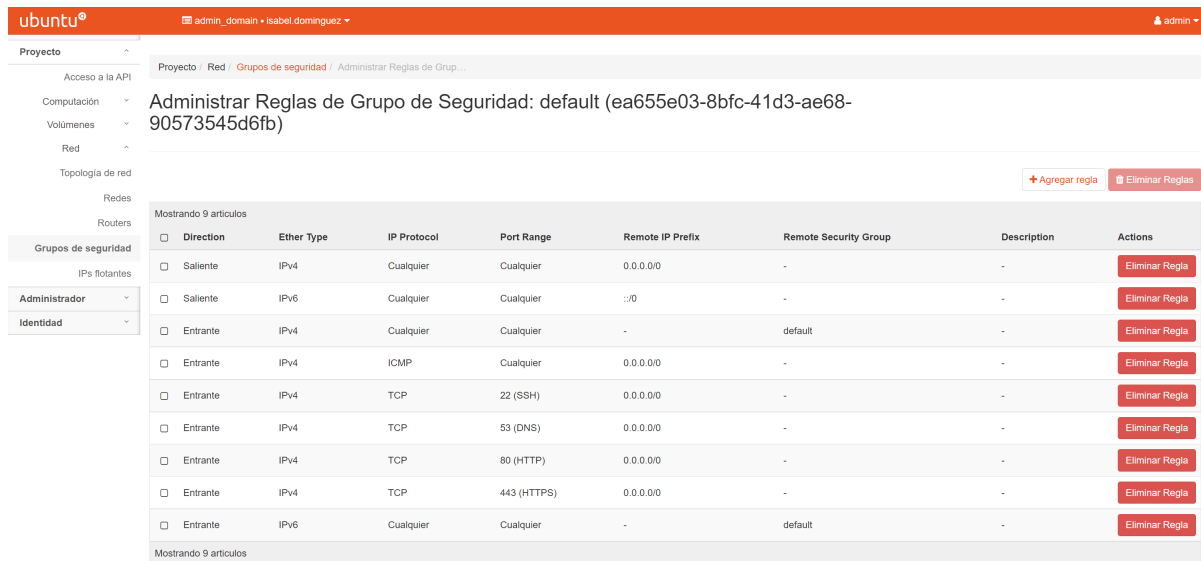 ubuntu®
admin_domain • isabel.dominguez
admin
Proyecto
Acceso a la API
Computación
Volúmenes
Red
Topología de red
Redes
Routers
Grupos de seguridad
IPs flotantes
Administrador
Identidad
Proyecto / Red / Grupos de seguridad / Administrar Reglas de Grup...
Administrar Reglas de Grupo de Seguridad: default (ea655e03-8bfc-41d3-ae68-
90573545d6fb)
+ Agregar regla Eliminar Reglas
Mostrando 9 articulos
Direction Ether Type IP Protocol Port Range Remote IP Prefix Remote Security Group Description Actions
Saliente IPv4 Cualquier Cualquier 0.0.0.0/0 - - Eliminar Regla
Saliente IPv6 Cualquier Cualquier ::/0 - - Eliminar Regla
Entrante IPv4 Cualquier Cualquier - default - Eliminar Regla
Entrante IPv4 ICMP Cualquier 0.0.0.0/0 - - Eliminar Regla
Entrante IPv4 TCP 22 (SSH) 0.0.0.0/0 - - Eliminar Regla
Entrante IPv4 TCP 53 (DNS) 0.0.0.0/0 - - Eliminar Regla
Entrante IPv4 TCP 80 (HTTP) 0.0.0.0/0 - - Eliminar Regla
Entrante IPv4 TCP 443 (HTTPS) 0.0.0.0/0 - - Eliminar Regla
Entrante IPv6 Cualquier Cualquier - default - Eliminar Regla
Mostrando 9 articulos